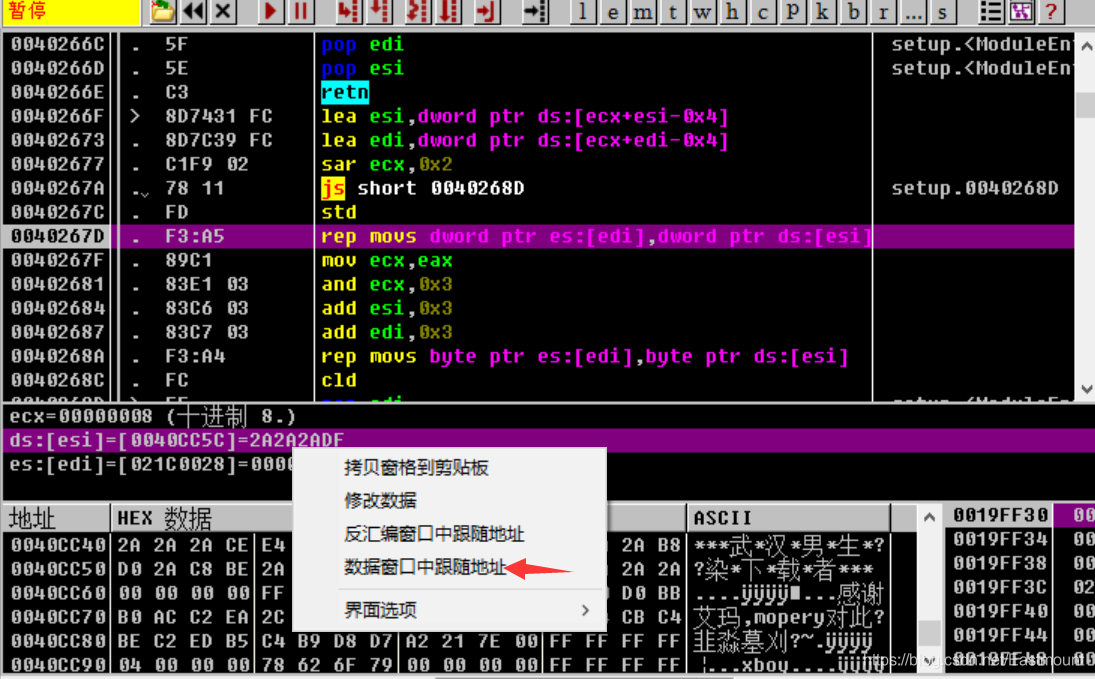 暂停
l e m t w h c P k b r ... s ?
0040266C . 5F pop edi setup.<ModuleEn
0040266D . 5E pop esi setup.<ModuleEn
0040266E . C3 retn
0040266F > 8D7431 FC lea esi,dword ptr ds:[ecx+esi-0x4]
00402673 . 8D7C39 FC lea edi,dword ptr ds:[ecx+edi-0x4]
00402677 . C1F9 02 sar ecx,0x2
0040267A . 78 11 js short 0040268D setup.0040268D
0040267C . FD std
0040267D . F3:A5 rep movs dword ptr es:[edi],dword ptr ds:[esi]
0040267F . 89C1 mov ecx,eax
00402681 . 83E1 03 and ecx,0x3
00402684 . 83C6 03 add esi,0x3
00402687 . 83C7 03 add edi,0x3
0040268A . F3:A4 rep movs byte ptr es:[edi],byte ptr ds:[esi]
0040268C . FC cld
ecx=00000008 (十进制 8.)
ds:[esi]=[0040CC5C]=2A2A2ADF
es:[edi]=[021C0028]=0000
拷贝窗格到剪贴板
修改数据
反汇编窗口中跟随地址
数据窗口中跟随地址
界面选项
地址 HEX 数据 ASCII
0040CC40 2A 2A 2A CE E4 2A B8 ***武*汉*男*生*?
0040CC50 D0 2A C8 BE 2A 2A 2A ?染*下*载*者***
0040CC60 00 00 00 00 FF D0 BB ....ÿÿÿÿ■...感谢
0040CC70 B0 AC C2 EA 2C CB C4 艾玛,mopery对此?
0040CC80 BE C2 ED B5 C4 B9 D8 D7 A2 21 7E 00 FF FF FF FF 韭淼墓刈?~.ÿÿÿÿ
0040CC90 04 00 00 00 78 62 6F 79 00 00 00 00 FF FF FF FF ...xboy....ÿÿÿÿ
0019FF30 00
0019FF34 00
0019FF38 00
0019FF3C 02
0019FF40 00
0019FF44 00
0019FF48 00
https://blog.csdn.net/Eastmount